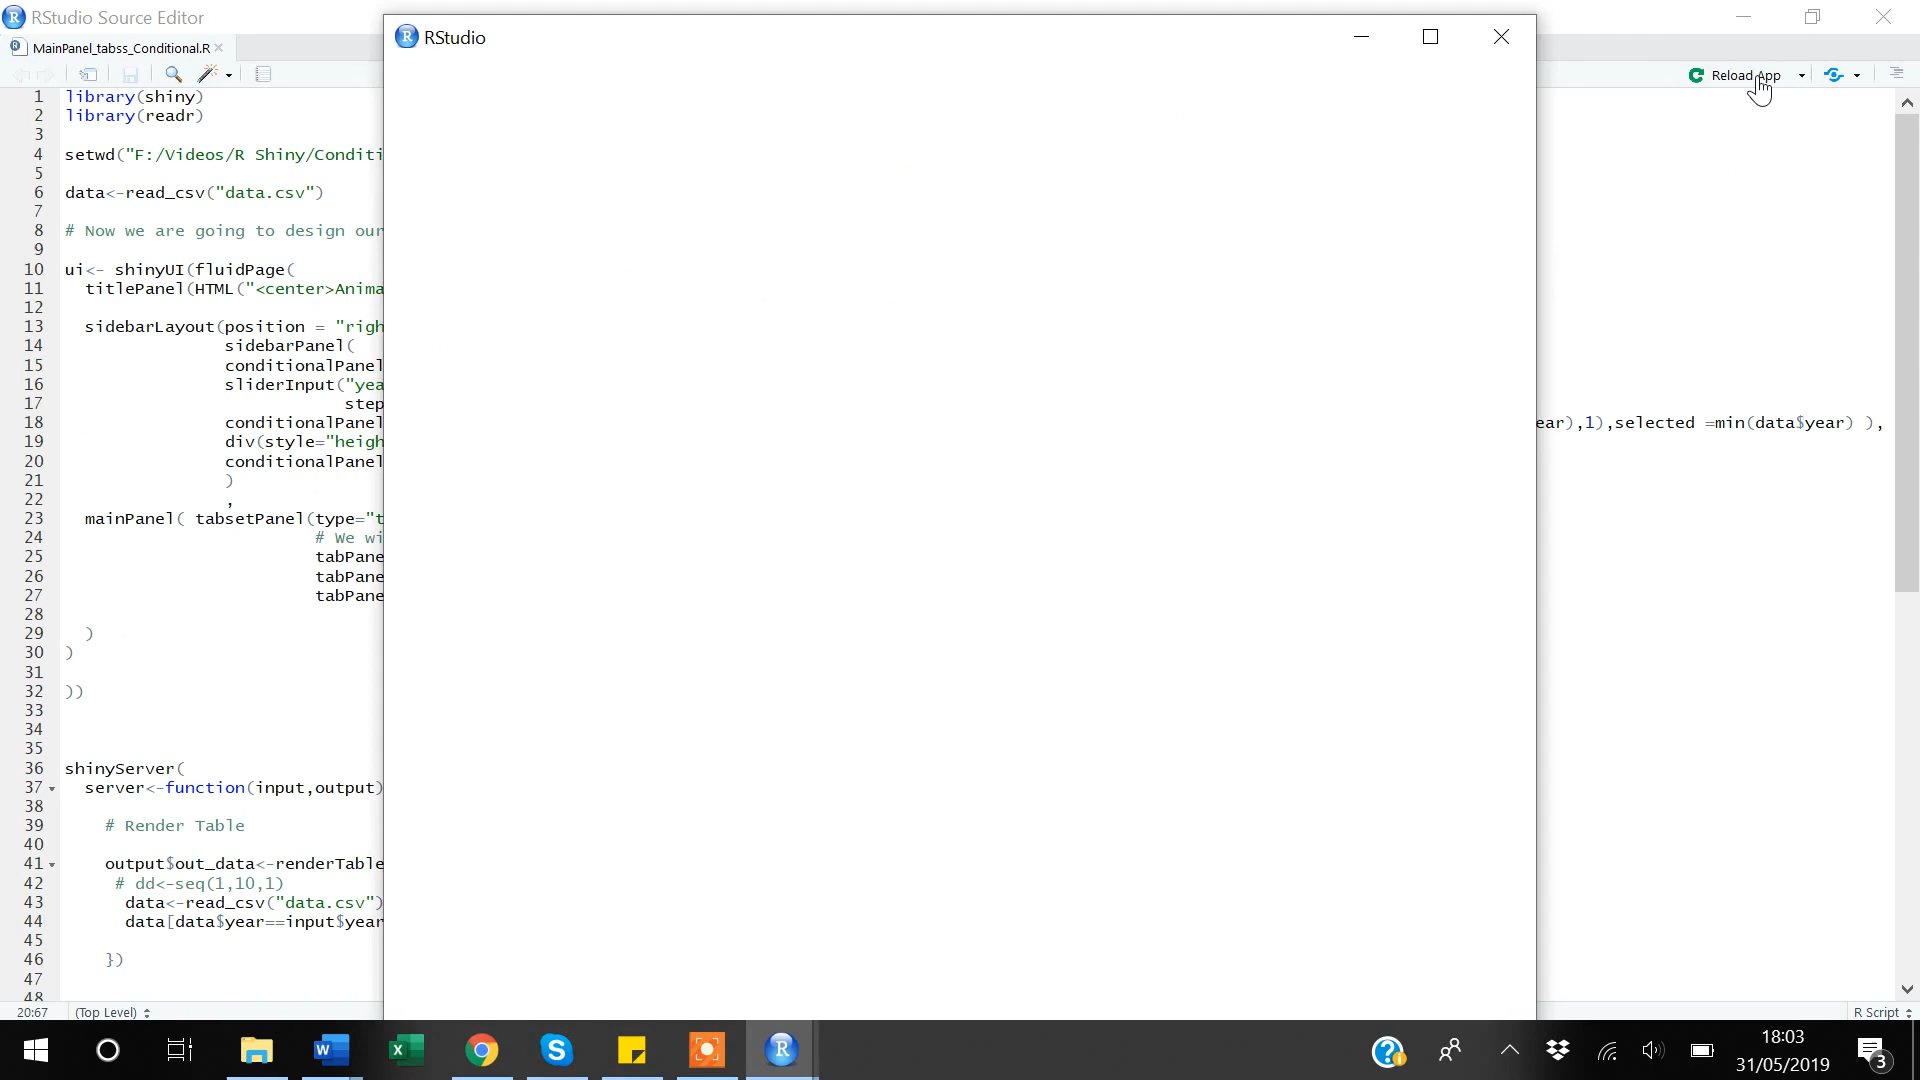 RStudio Source Editor
RStudio
MainPanel_tabss_Conditional.R
Reload App
1 library(shiny)
2 library(readr)
3
4 setwd("F:/Videos/R Shiny/Conditi
5
6 data<-read_csv("data.csv")
7
8 # Now we are going to design our
9
10 ui<- shinyUI(fluidPage(
11 titlePanel(HTML("<center>Anima
12
13 sidebarLayout(position = "righ
14 sidebarPanel(
15 conditionalPanel
16 sliderInput("yea
17 step
18 conditionalPanel ear),1),selected =min(data$year) ),
19 div(style="heigh
20 conditionalPanel
21 )
22 ,
23 mainPanel( tabsetPanel(type="t
24 # We wi
25 tabPane
26 tabPane
27 tabPane
28
29 )
30 )
31
32 ))
33
34
35
36 shinyServer(
37 server<-function(input,output)
38
39 # Render Table
40
41 output$out_data<-renderTable
42 # dd<-seq(1,10,1)
43 data<-read_csv("data.csv")
44 data[data$year==input$year
45
46 })
47
48
20:67 (Top Level) R Script
18:03
31/05/2019
3